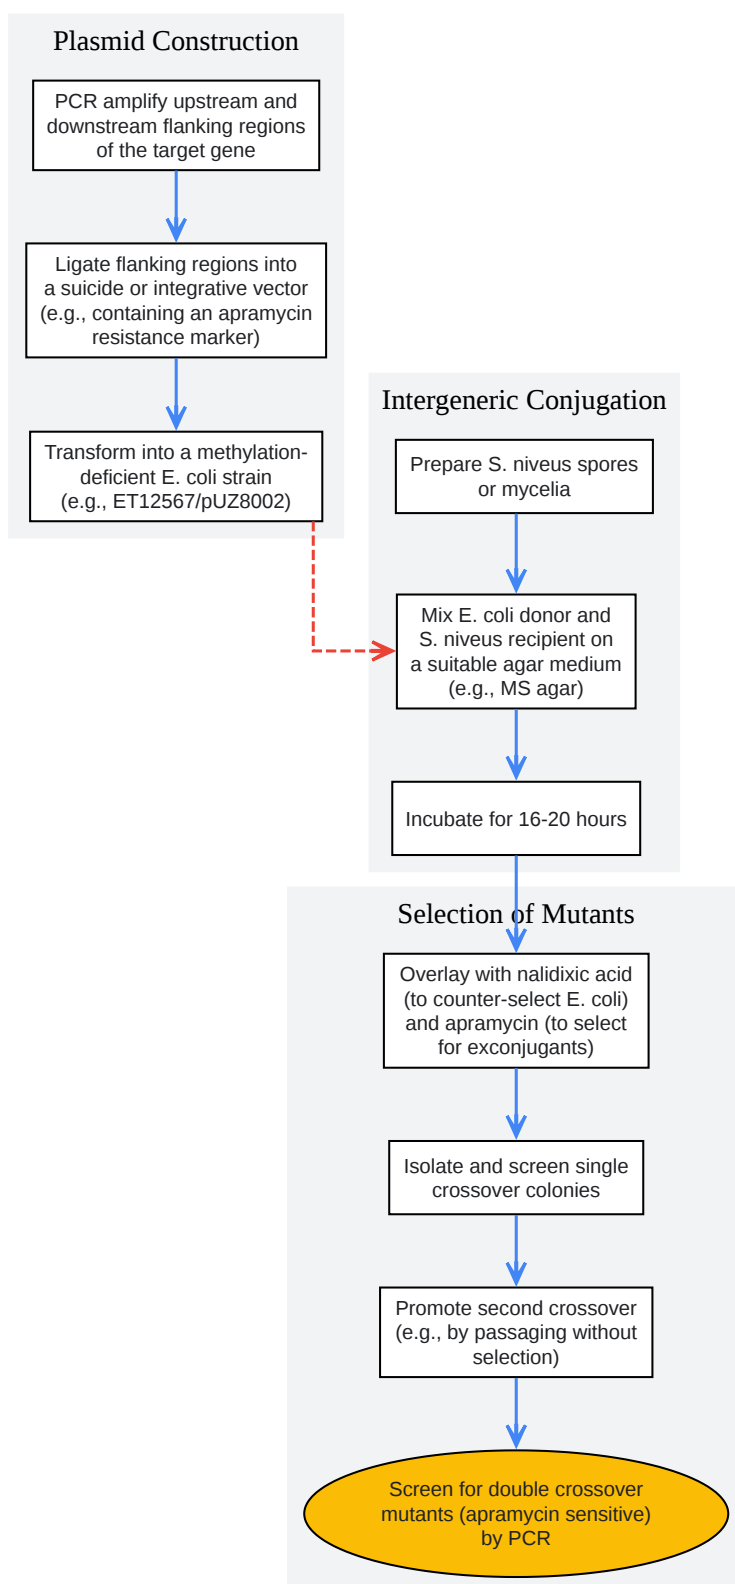 Plasmid Construction
PCR amplify upstream and
downstream flanking regions
of the target gene
Ligate flanking regions into
a suicide or integrative vector
(e.g., containing an apramycin
resistance marker)
Transform into a methylation-
deficient E. coli strain
(e.g., ET12567/pUZ8002)
Intergeneric Conjugation
Prepare S. niveus spores
or mycelia
Mix E. coli donor and
S. niveus recipient on
a suitable agar medium
(e.g., MS agar)
Incubate for 16-20 hours
Selection of Mutants
Overlay with nalidixic acid
(to counter-select E. coli)
and apramycin (to select
for exconjugants)
Isolate and screen single
crossover colonies
Promote second crossover
(e.g., by passaging without
selection)
Screen for double crossover
mutants (apramycin sensitive)
by PCR